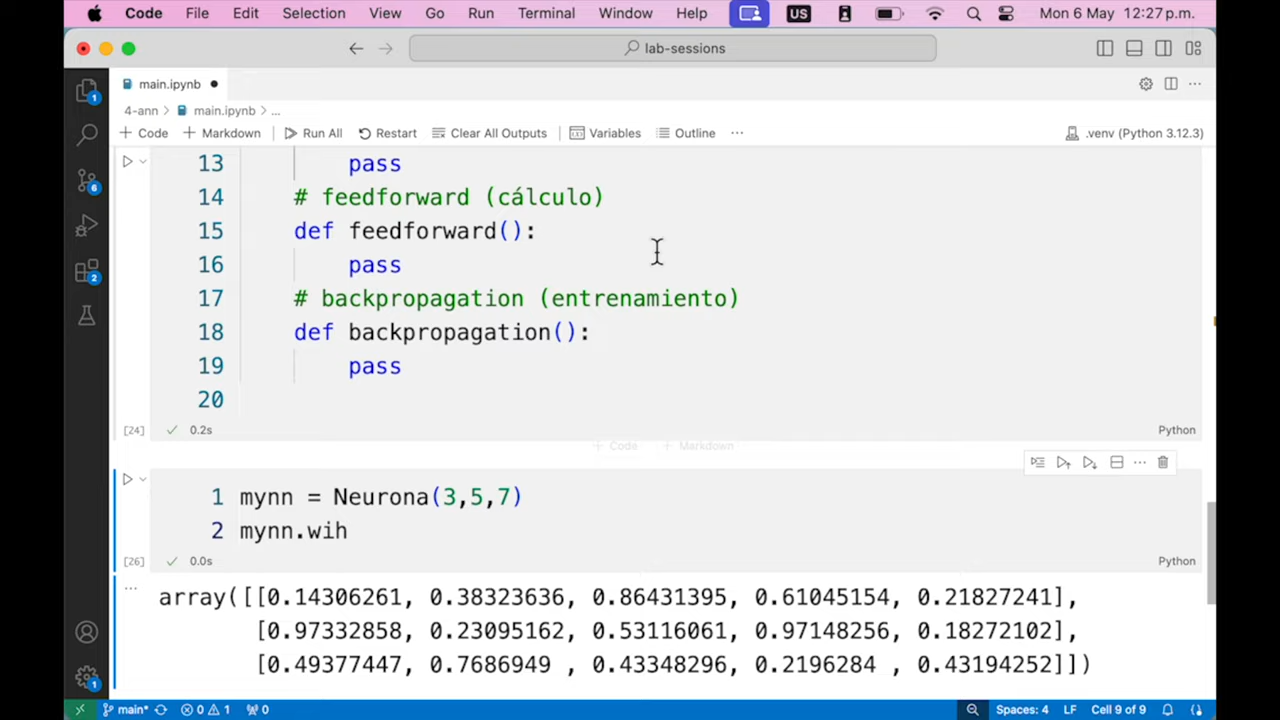 Code File Edit Selection View Go Run Terminal Window Help US Mon 6 May 12:27 p.m.
lab-sessions
main.ipynb
4-ann > main.ipynb > ...
+ Code + Markdown Run All Restart Clear All Outputs Variables Outline ... .venv (Python 3.12.3)
13 pass
14 # feedforward (cálculo)
15 def feedforward():
16 pass
17 # backpropagation (entrenamiento)
18 def backpropagation():
19 pass
20
[24] 0.2s Python
+ Code + Markdown
1 mynn = Neurona(3,5,7)
2 mynn.wih
[26] 0.0s Python
array([[0.14306261, 0.38323636, 0.86431395, 0.61045154, 0.21827241],
[0.97332858, 0.23095162, 0.53116061, 0.97148256, 0.18272102],
[0.49377447, 0.7686949 , 0.43348296, 0.2196284 , 0.43194252]])
main* 0 1 0 Spaces: 4 LF Cell 9 of 9
1
6
2
1